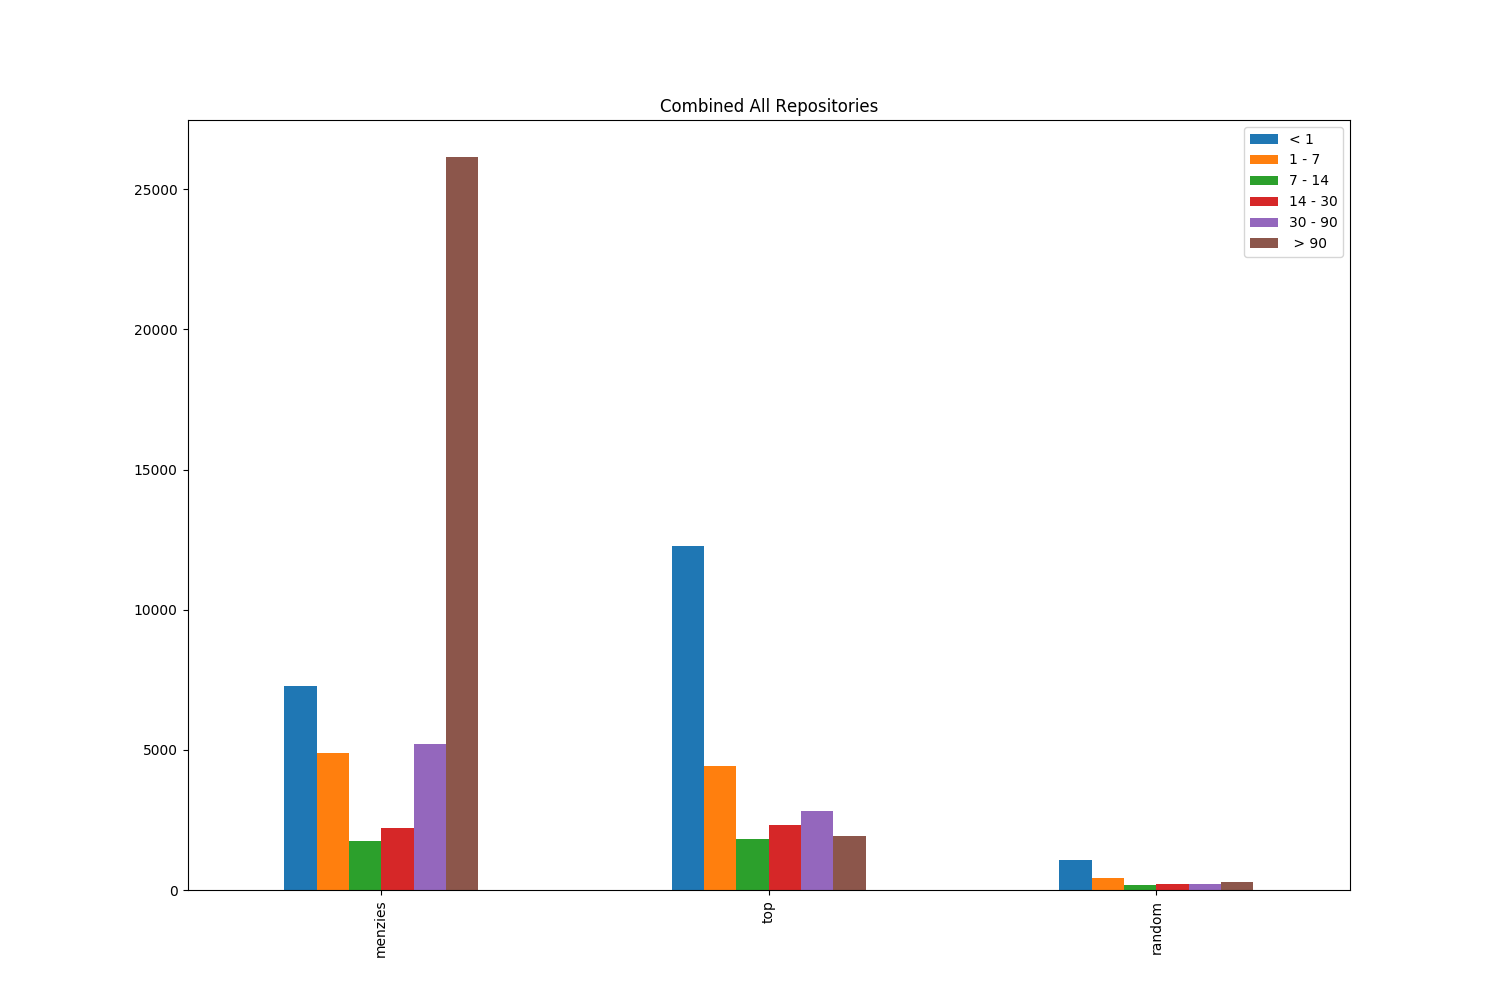 Combined All Repositories
< 1
1 - 7
7 - 14
14 - 30
30 - 90
> 90
25000
20000
15000
10000
5000
0
menzies
top
random